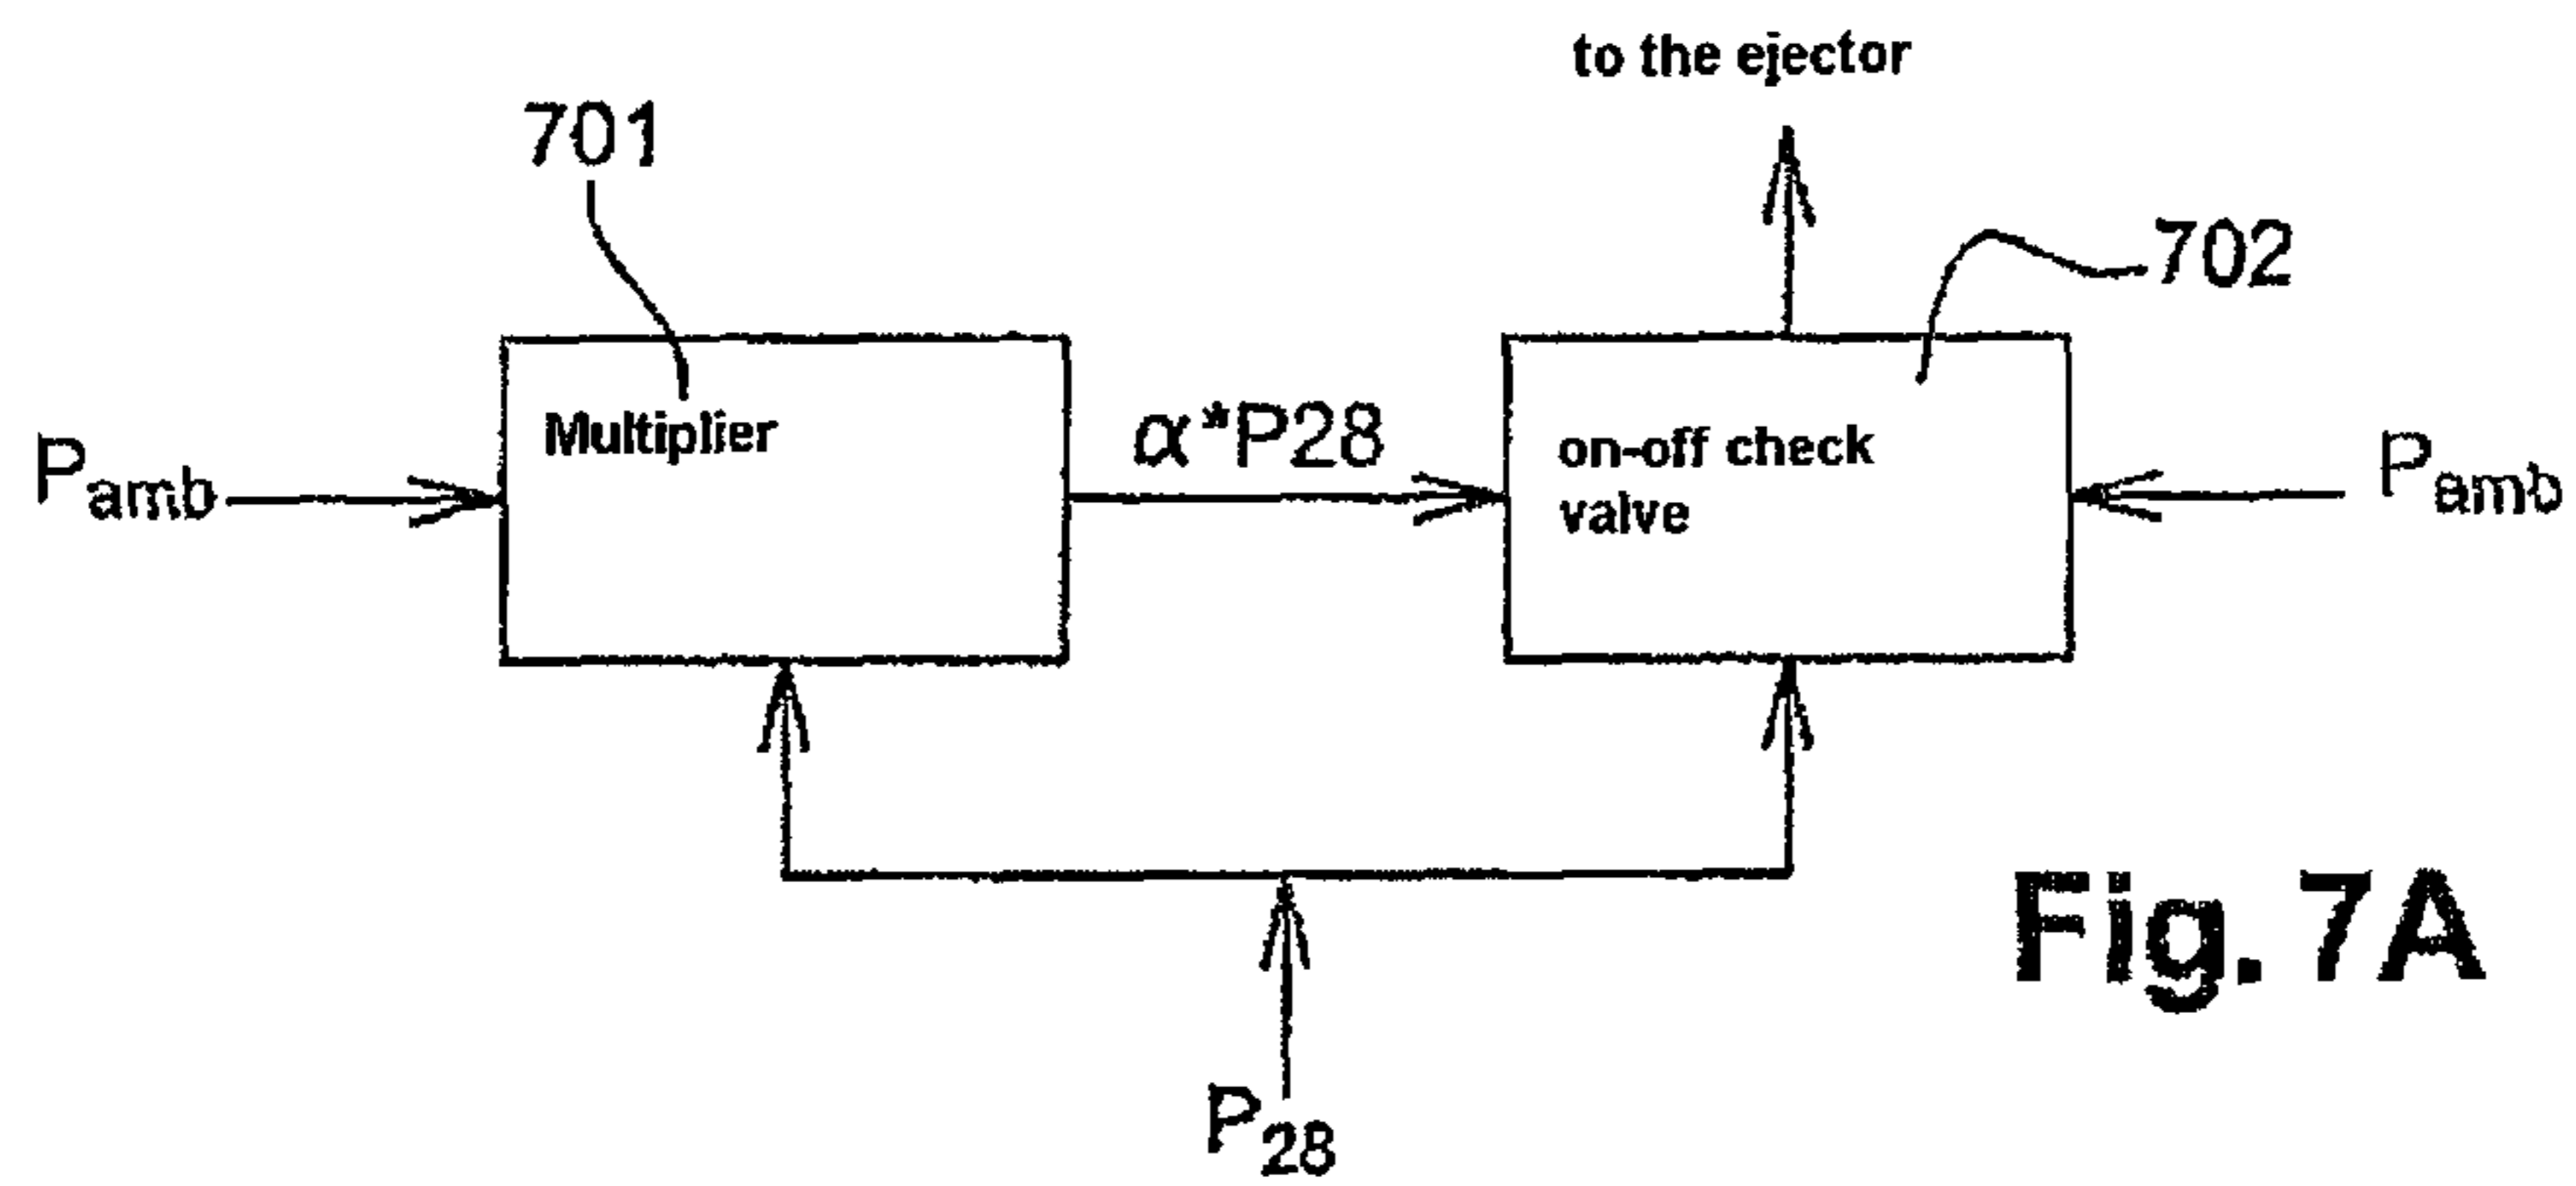 to the ejector
701
702
Multiplier
α*P28
on-off check
valve
Pamb
Pamb
Fig. 7A
P28